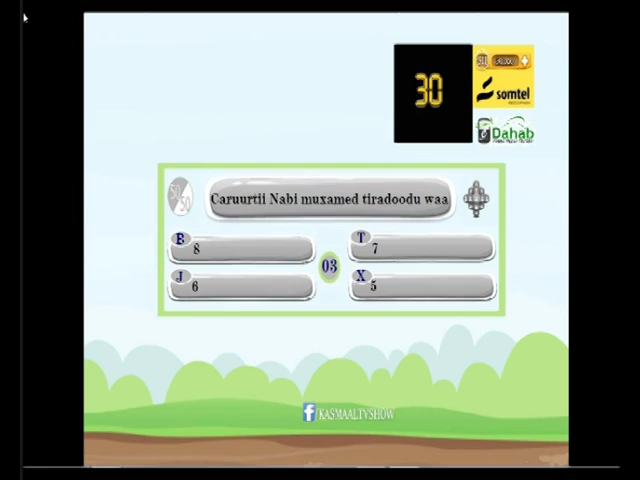 30
somtel
Dahab
50
50
Caruurtii Nabi muxamed tiradoodu waa
B
8
T
7
03
J
6
X
5
f KASMAALTVSHOW